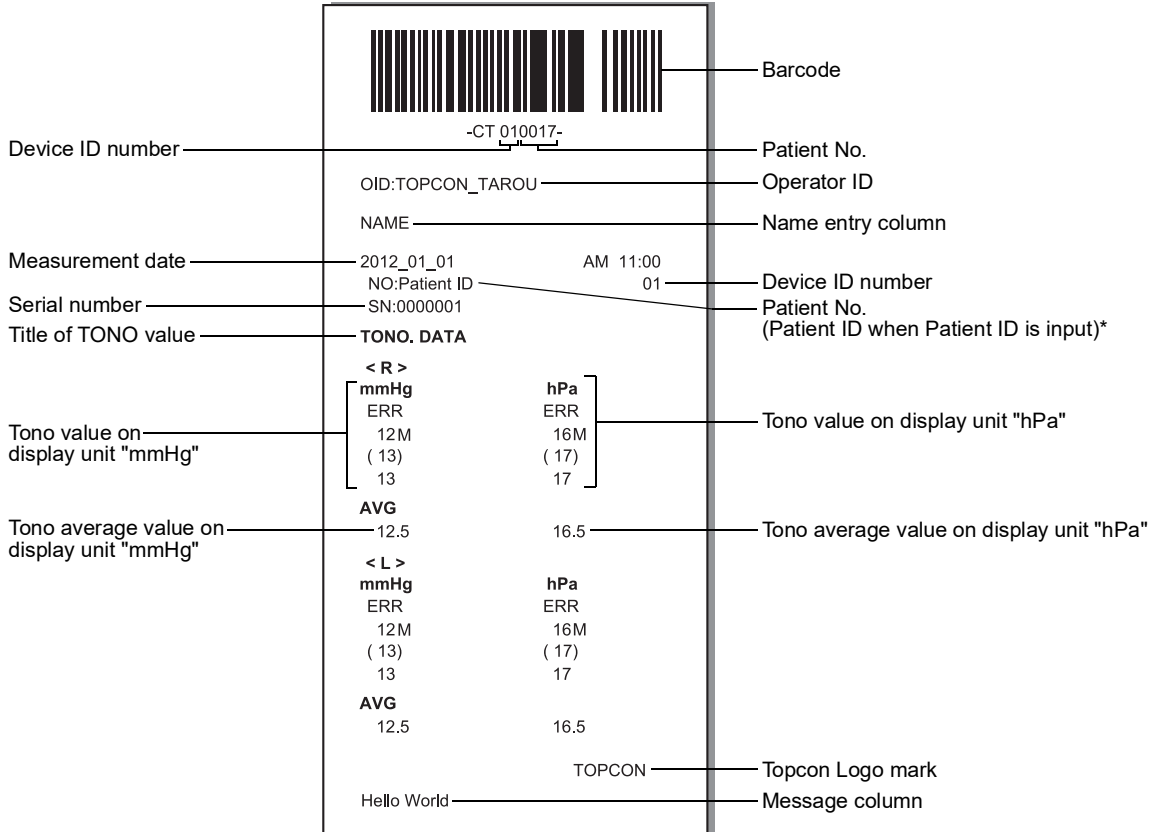 Barcode
-CT 010017-
Device ID number
Patient No.
OID:TOPCON_TAROU
Operator ID
NAME
Name entry column
Measurement date
2012_01_01 AM 11:00
NO:Patient ID 01
Device ID number
Serial number
SN:0000001
Patient No.
(Patient ID when Patient ID is input)*
Title of TONO value
TONO. DATA
< R >
mmHg hPa
ERR ERR
12M 16M
( 13) ( 17)
13 17
Tono value on
display unit "mmHg"
Tono value on display unit "hPa"
AVG
12.5 16.5
Tono average value on
display unit "mmHg"
Tono average value on display unit "hPa"
< L >
mmHg hPa
ERR ERR
12M 16M
( 13) ( 17)
13 17
AVG
12.5 16.5
TOPCON
Topcon Logo mark
Hello World
Message column